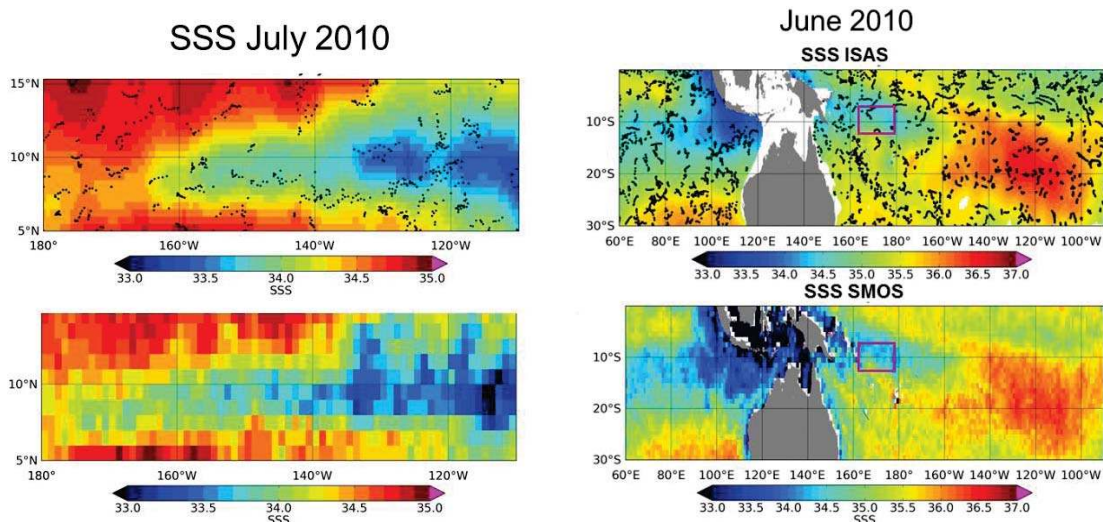 SSS July 2010
15°N
10°N
5°N
180°
160°W
140°W
120°W
33.0 33.5 34.0 34.5 35.0
SSS
10°N
5°N
180°
160°W
140°W
120°W
33.0 33.5 34.0 34.5 35.0
SSS
June 2010
SSS ISAS
10°S
20°S
30°S
60°E 80°E 100°E 120°E 140°E 160°E 180° 160°W 140°W 120°W 100°W
33.0 33.5 34.0 34.5 35.0 35.5 36.0 36.5 37.0
SSS SMOS
10°S
20°S
30°S
60°E 80°E 100°E 120°E 140°E 160°E 180° 160°W 140°W 120°W 100°W
33.0 33.5 34.0 34.5 35.0 35.5 36.0 36.5 37.0
SSS